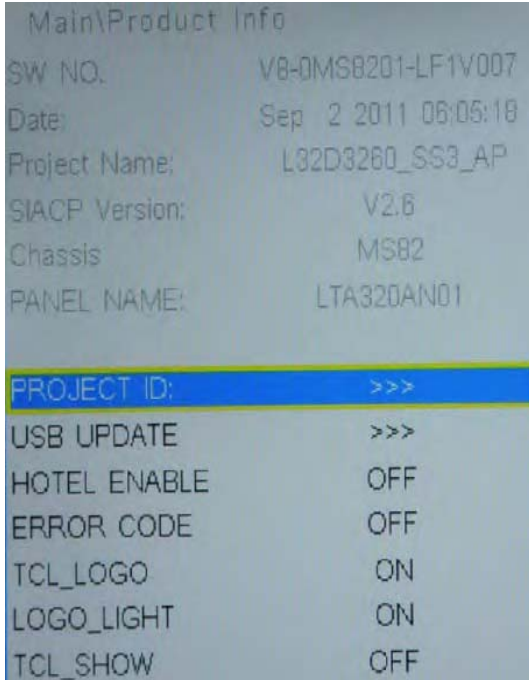 Main\Product Info
SW NO. V8-0MS8201-LF1V007
Date: Sep 2 2011 06:05:18
Project Name: L32D3260_SS3_AP
SIACP Version: V2.6
Chassis MS82
PANEL NAME: LTA320AN01
PROJECT ID: >>>
USB UPDATE >>>
HOTEL ENABLE OFF
ERROR CODE OFF
TCL_LOGO ON
LOGO_LIGHT ON
TCL_SHOW OFF